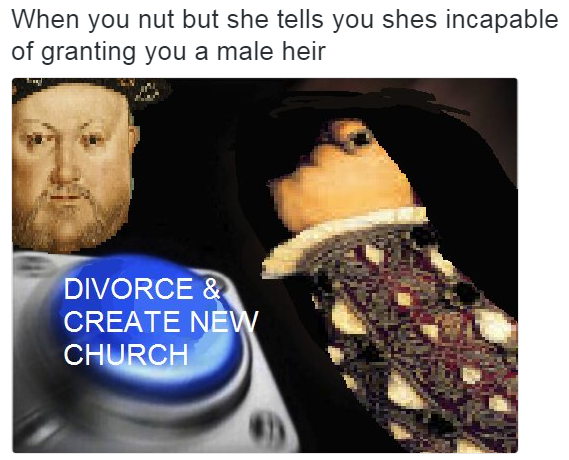 When you nut but she tells you shes incapable
of granting you a male heir
DIVORCE &
CREATE NEW
CHURCH